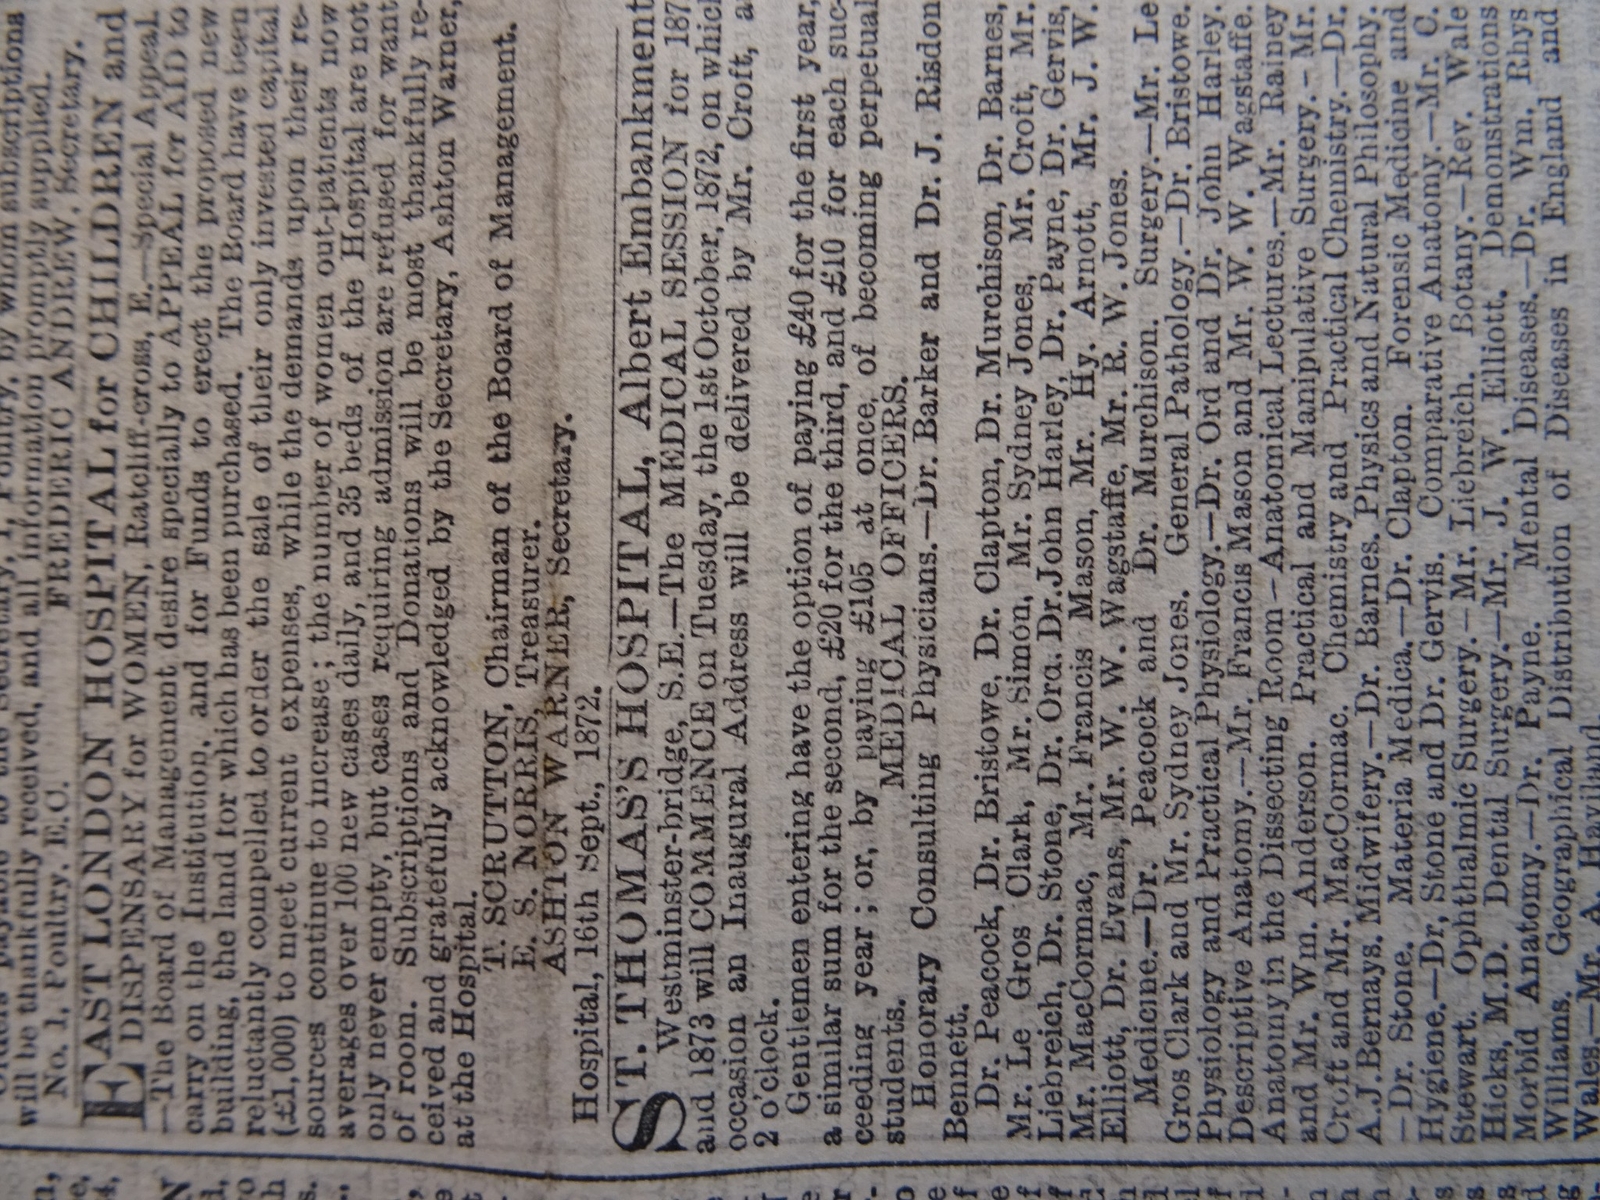 will be thankfully received, and all information promptly supplied.
No. 1, Poultry, E.C. FREDERIC ANDREW, Secretary.
EAST LONDON HOSPITAL for CHILDREN and
DISPENSARY for WOMEN, Ratcliff-cross, E.—Special Appeal.
—The Board of Management desire specially to APPEAL for AID to
carry on the Institution, and for Funds to erect the proposed new
building, the land for which has been purchased. The Board have been
reluctantly compelled to order the sale of their only invested capital
(£1,000) to meet current expenses, while the demands upon their re-
sources continue to increase; the number of women out-patients now
averages over 100 new cases daily, and 35 beds of the Hospital are not
only never empty, but cases requiring admission are refused for want
of room. Subscriptions and Donations will be most thankfully re-
ceived and gratefully acknowledged by the Secretary, Ashton Warner,
at the Hospital.
T. SCRUTTON, Chairman of the Board of Management.
E. S. NORRIS, Treasurer.
ASHTON WARNER, Secretary.
Hospital, 16th Sept., 1872.
ST. THOMAS'S HOSPITAL, Albert Embankment
Westminster-bridge, S.E.—The MEDICAL SESSION for 187
and 1873 will COMMENCE on Tuesday, the 1st October, 1872, on which
occasion an Inaugural Address will be delivered by Mr. Croft, a
2 o'clock.
Gentlemen entering have the option of paying £40 for the first year,
a similar sum for the second, £20 for the third, and £10 for each suc-
ceeding year; or, by paying £105 at once, of becoming perpetual
students.
MEDICAL OFFICERS.
Honorary Consulting Physicians.—Dr. Barker and Dr. J. Risdon
Bennett.
Dr. Peacock, Dr. Bristowe, Dr. Clapton, Dr. Murchison, Dr. Barnes,
Mr. Le Gros Clark, Mr. Simon, Mr. Sydney Jones, Mr. Croft, Mr.
Liebreich, Dr. Stone, Dr. Ord. Dr. John Harley, Dr. Payne, Dr. Gervis,
Mr. MacCormac, Mr. Francis Mason, Mr. Hy. Arnott, Mr. J. W.
Elliott, Dr. Evans, Mr. W. W. Wagstaffe, Mr. R. W. Jones.
Medicine.—Dr. Peacock and Dr. Murchison. Surgery.—Mr. Le
Gros Clark and Mr. Sydney Jones. General Pathology.—Dr. Bristowe.
Physiology and Practical Physiology.—Dr. Ord and Dr. John Harley.
Descriptive Anatomy.—Mr. Francis Mason and Mr. W. W. Wagstaffe.
Anatomy in the Dissecting Room—Anatomical Lectures.—Mr. Rainey
and Mr. Wm. Anderson. Practical and Manipulative Surgery.—Mr.
Croft and Mr. MacCormac. Chemistry and Practical Chemistry.—Dr.
A.J. Bernays. Midwifery.—Dr. Barnes. Physics and Natural Philosophy.
—Dr. Stone. Materia Medica.—Dr. Clapton. Forensic Medicine and
Hygiene.—Dr, Stone and Dr. Gervis. Comparative Anatomy.—Mr. C.
Stewart. Ophthalmic Surgery.—Mr. Liebreich. Botany.—Rev. Wale
Hicks, M.D. Dental Surgery.—Mr. J. W. Elliott. Demonstrations
Morbid Anatomy.—Dr. Payne. Mental Diseases.—Dr. Wm. Rhys
Williams. Geographical Distribution of Diseases in England and
Wales.—Mr. A. Haviland.